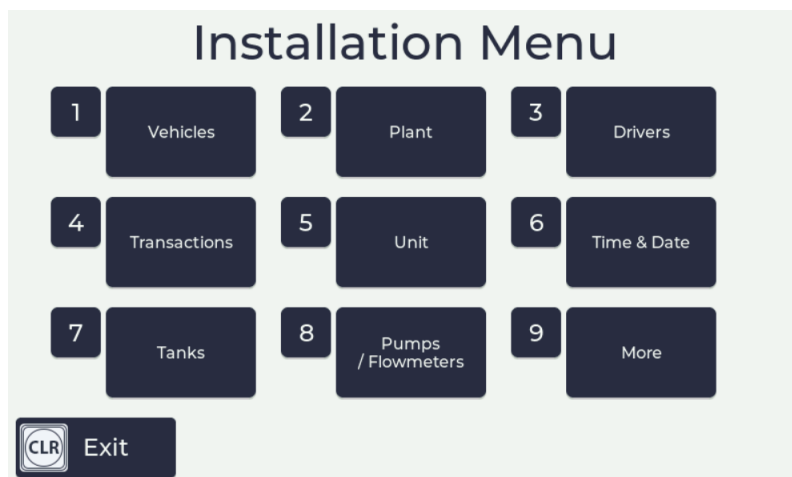 Installation Menu
1
Vehicles
2
Plant
3
Drivers
4
Transactions
5
Unit
6
Time & Date
7
Tanks
8
Pumps
/ Flowmeters
9
More
CLR
Exit